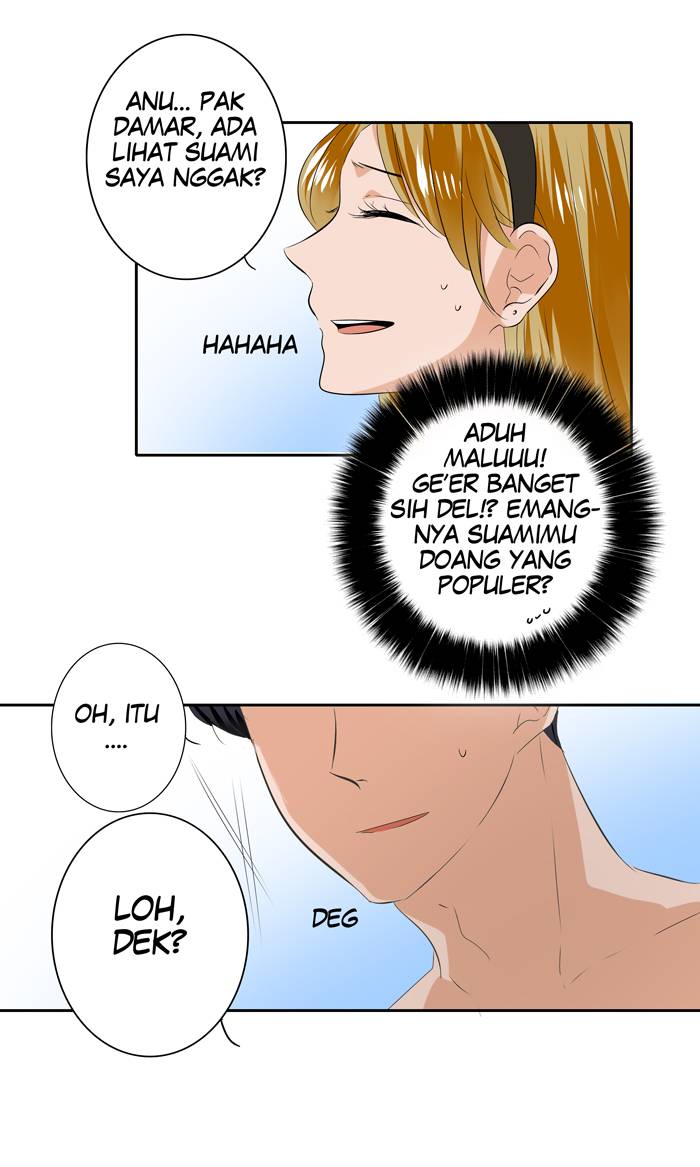 ANU... PAK
DAMAR, ADA
LIHAT SUAMI
SAYA NGGAK?
HAHAHA
ADUH
MALUUU!
GE'ER BANGET
SIH DEL!? EMANG-
NYA SUAMIMU
DOANG YANG
POPULER?
OH, ITU
....
LOH,
DEK?
DEG